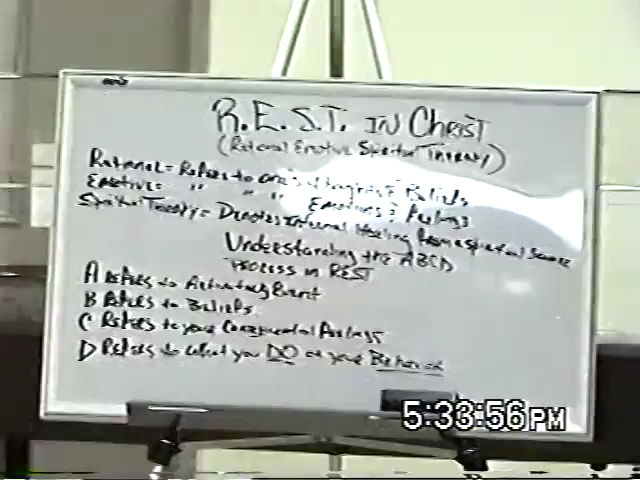 R.E.S.T. IN Christ
(Rational Emotive Spiritual Therapy)
Rational = Refers to one's thoughts & Beliefs
Emotive = " " " Emotions & Feelings
Spiritual Therapy = Denotes Internal Healing from a spiritual source
Understanding the ABCD
Process in REST
A Refers to Activating Event
B Refers to Beliefs
C Refers to your Consequential Feelings
D Refers to what you DO or your Behavior
5:33:56PM